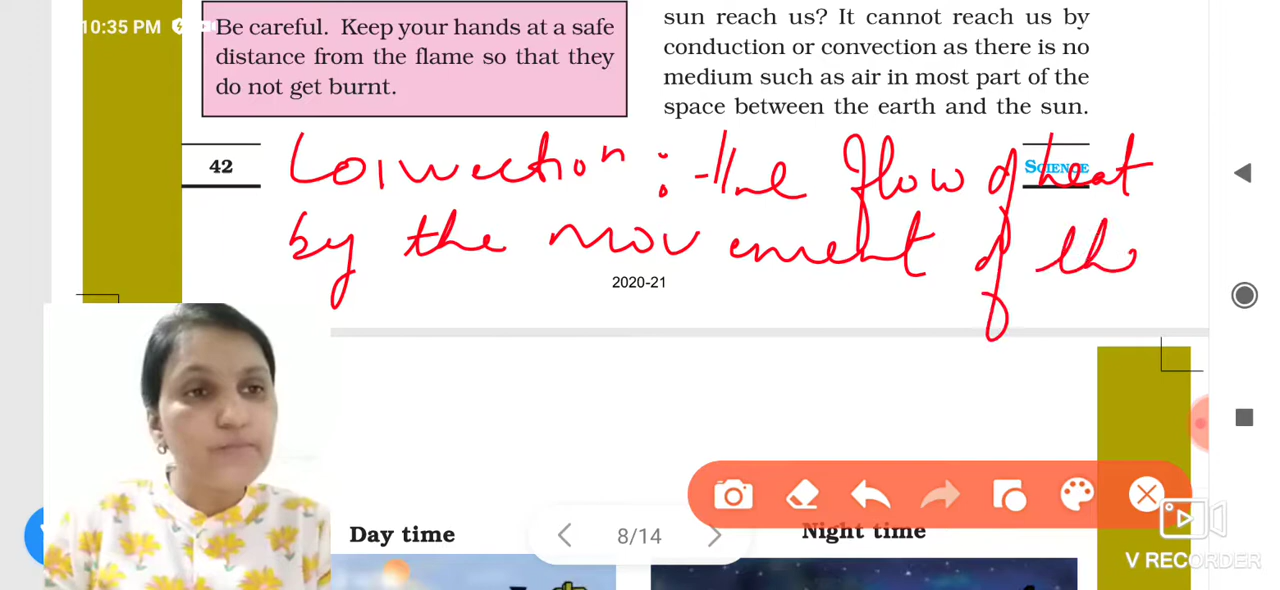 10:35 PM
Be careful. Keep your hands at a safe
distance from the flame so that they
do not get burnt.
sun reach us? It cannot reach us by
conduction or convection as there is no
medium such as air in most part of the
space between the earth and the sun.
42
SCIENCE
Convection : The flow of heat
by the movement of the
2020-21
Day time
8/14
Night time
V RECORDER